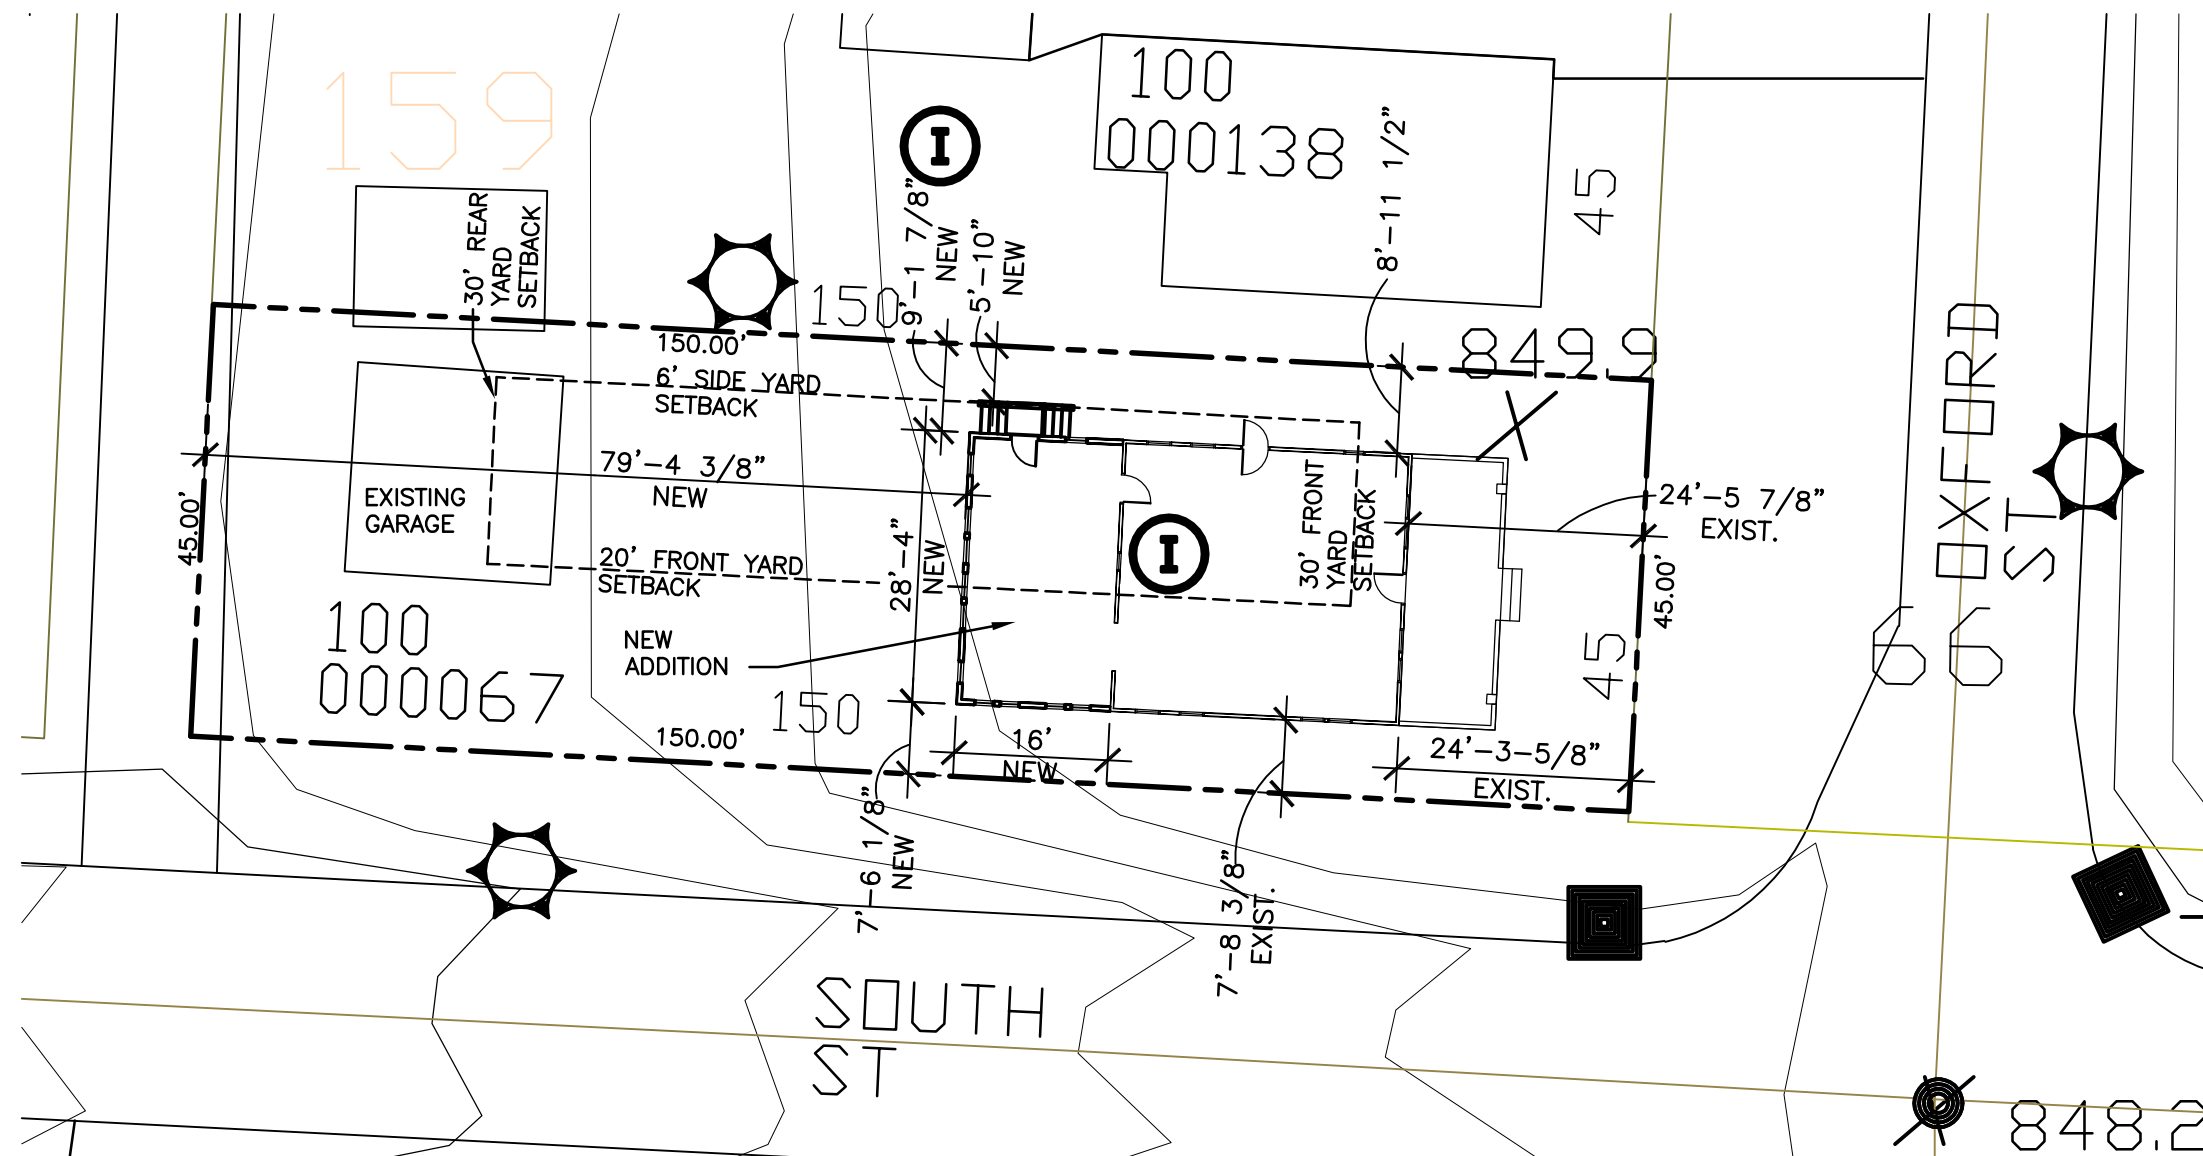 159
100
000138
8'-11 1/2"
45
I
9'-1 7/8"
NEW
5'-10"
NEW
30' REAR
YARD
SETBACK
150
150.00'
849.9
6' SIDE YARD
SETBACK
OXFORD
ST
66
79'-4 3/8"
NEW
EXISTING
GARAGE
45.00'
24'-5 7/8"
EXIST.
30' FRONT
YARD
SETBACK
I
28'-4"
NEW
20' FRONT YARD
SETBACK
45.00'
45
100
000067
NEW
ADDITION
150
150.00'
16'
NEW
24'-3-5/8"
EXIST.
7'-6 1/8"
NEW
7'-8 3/8"
EXIST.
SOUTH
ST
848.2